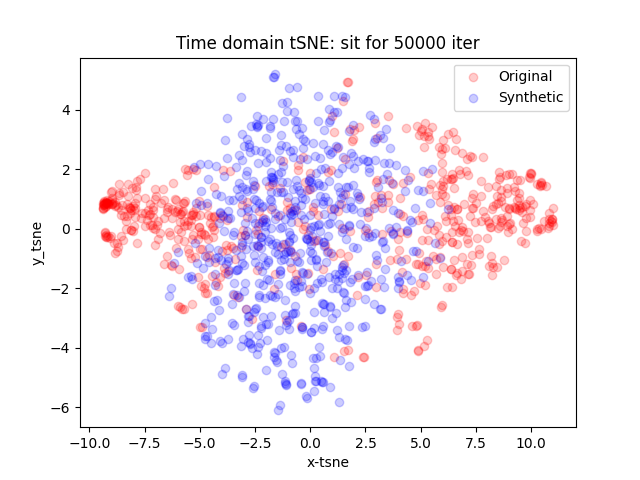 Time domain tSNE: sit for 50000 iter
Original
Synthetic
4
2
0
−2
−4
−6
y_tsne
−10.0 −7.5 −5.0 −2.5 0.0 2.5 5.0 7.5 10.0
x-tsne